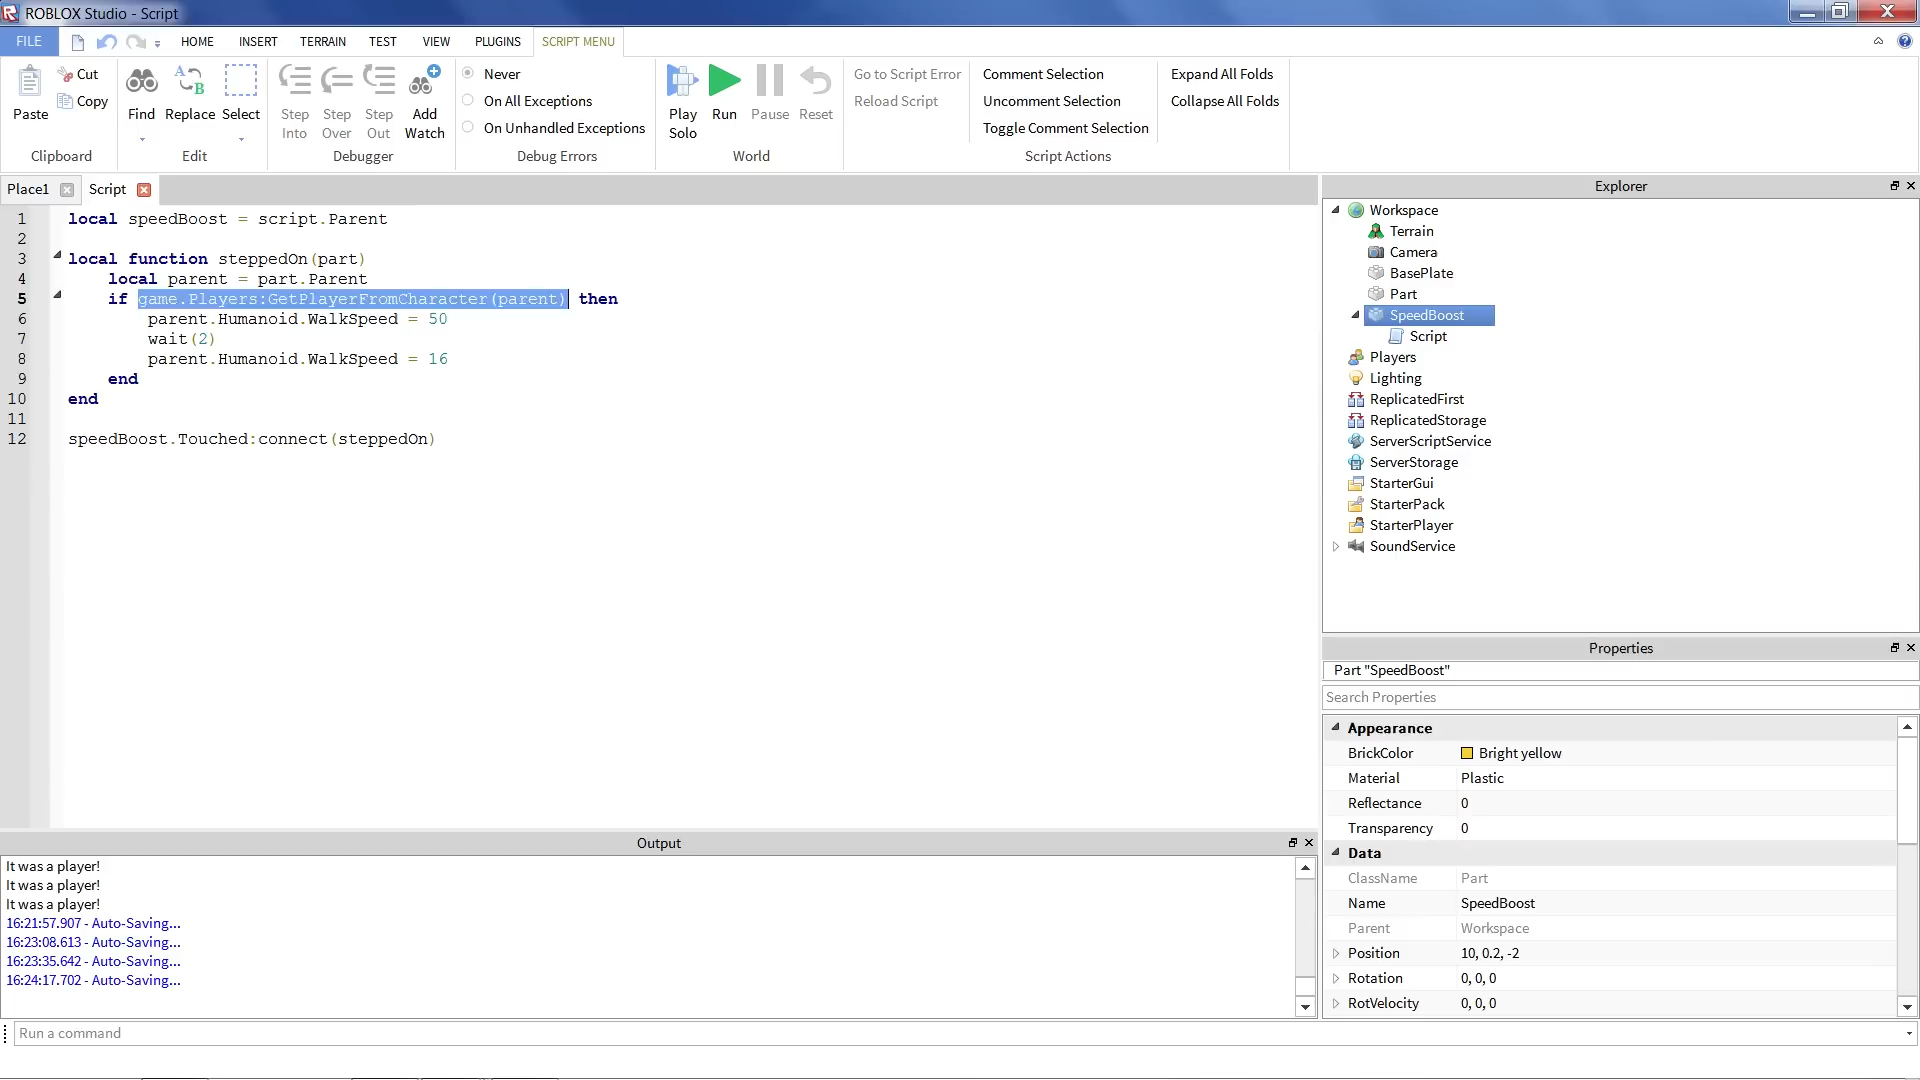 ROBLOX Studio - Script
FILE HOME INSERT TERRAIN TEST VIEW PLUGINS SCRIPT MENU
Paste
Cut
Copy
Clipboard
Find
Replace
Select
Edit
Step Into
Step Over
Step Out
Add Watch
Debugger
Never
On All Exceptions
On Unhandled Exceptions
Debug Errors
Play Solo
Run
Pause
Reset
World
Go to Script Error
Reload Script
Comment Selection
Uncomment Selection
Toggle Comment Selection
Script Actions
Expand All Folds
Collapse All Folds
Place1 Script
1 local speedBoost = script.Parent
2
3 local function steppedOn(part)
4 local parent = part.Parent
5 if game.Players:GetPlayerFromCharacter(parent) then
6 parent.Humanoid.WalkSpeed = 50
7 wait(2)
8 parent.Humanoid.WalkSpeed = 16
9 end
10 end
11
12 speedBoost.Touched:connect(steppedOn)
Output
It was a player!
It was a player!
It was a player!
16:21:57.907 - Auto-Saving...
16:23:08.613 - Auto-Saving...
16:23:35.642 - Auto-Saving...
16:24:17.702 - Auto-Saving...
Run a command
Explorer
Workspace
Terrain
Camera
BasePlate
Part
SpeedBoost
Script
Players
Lighting
ReplicatedFirst
ReplicatedStorage
ServerScriptService
ServerStorage
StarterGui
StarterPack
StarterPlayer
SoundService
Properties
Part "SpeedBoost"
Search Properties
Appearance
BrickColor Bright yellow
Material Plastic
Reflectance 0
Transparency 0
Data
ClassName Part
Name SpeedBoost
Parent Workspace
Position 10, 0.2, -2
Rotation 0, 0, 0
RotVelocity 0, 0, 0